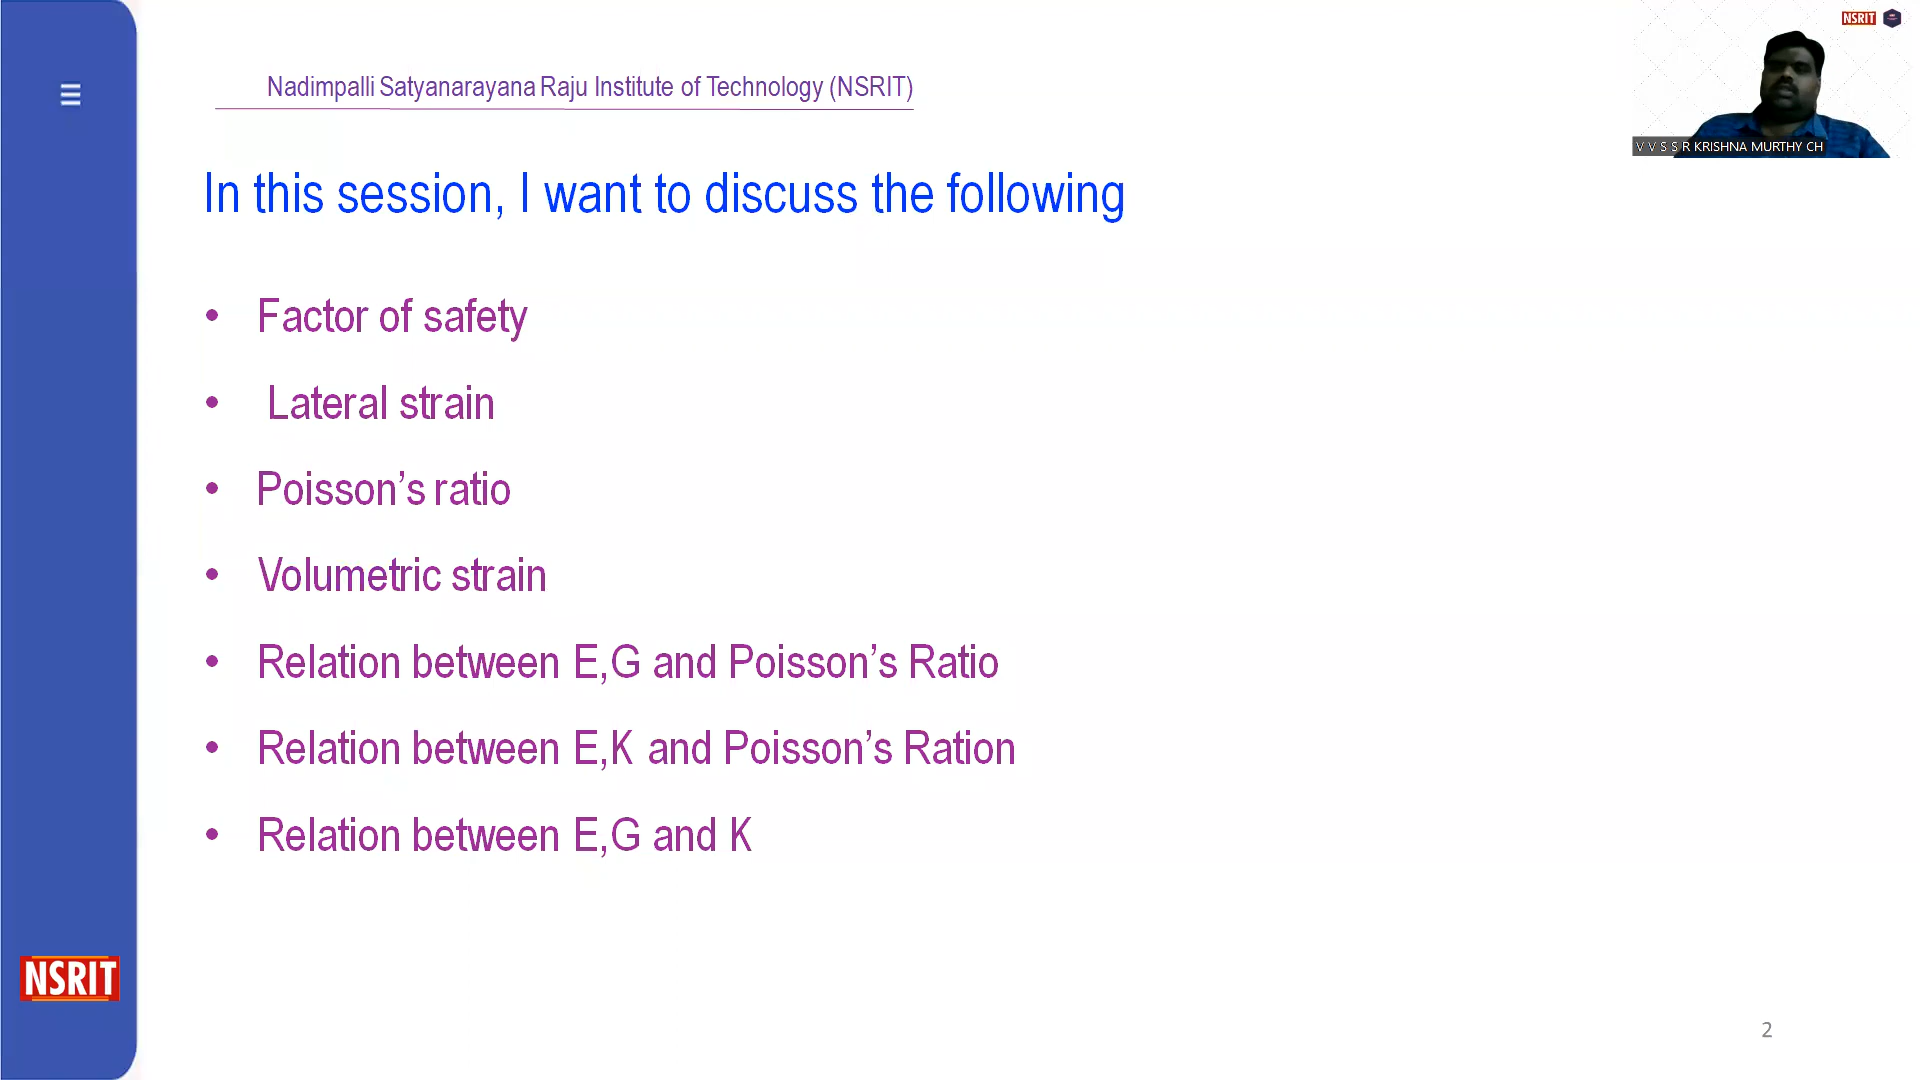 NSRIT
Nadimpalli Satyanarayana Raju Institute of Technology (NSRIT)
V V S S R KRISHNA MURTHY CH
In this session, I want to discuss the following
• Factor of safety
• Lateral strain
• Poisson’s ratio
• Volumetric strain
• Relation between E,G and Poisson’s Ratio
• Relation between E,K and Poisson’s Ration
• Relation between E,G and K
NSRIT
2